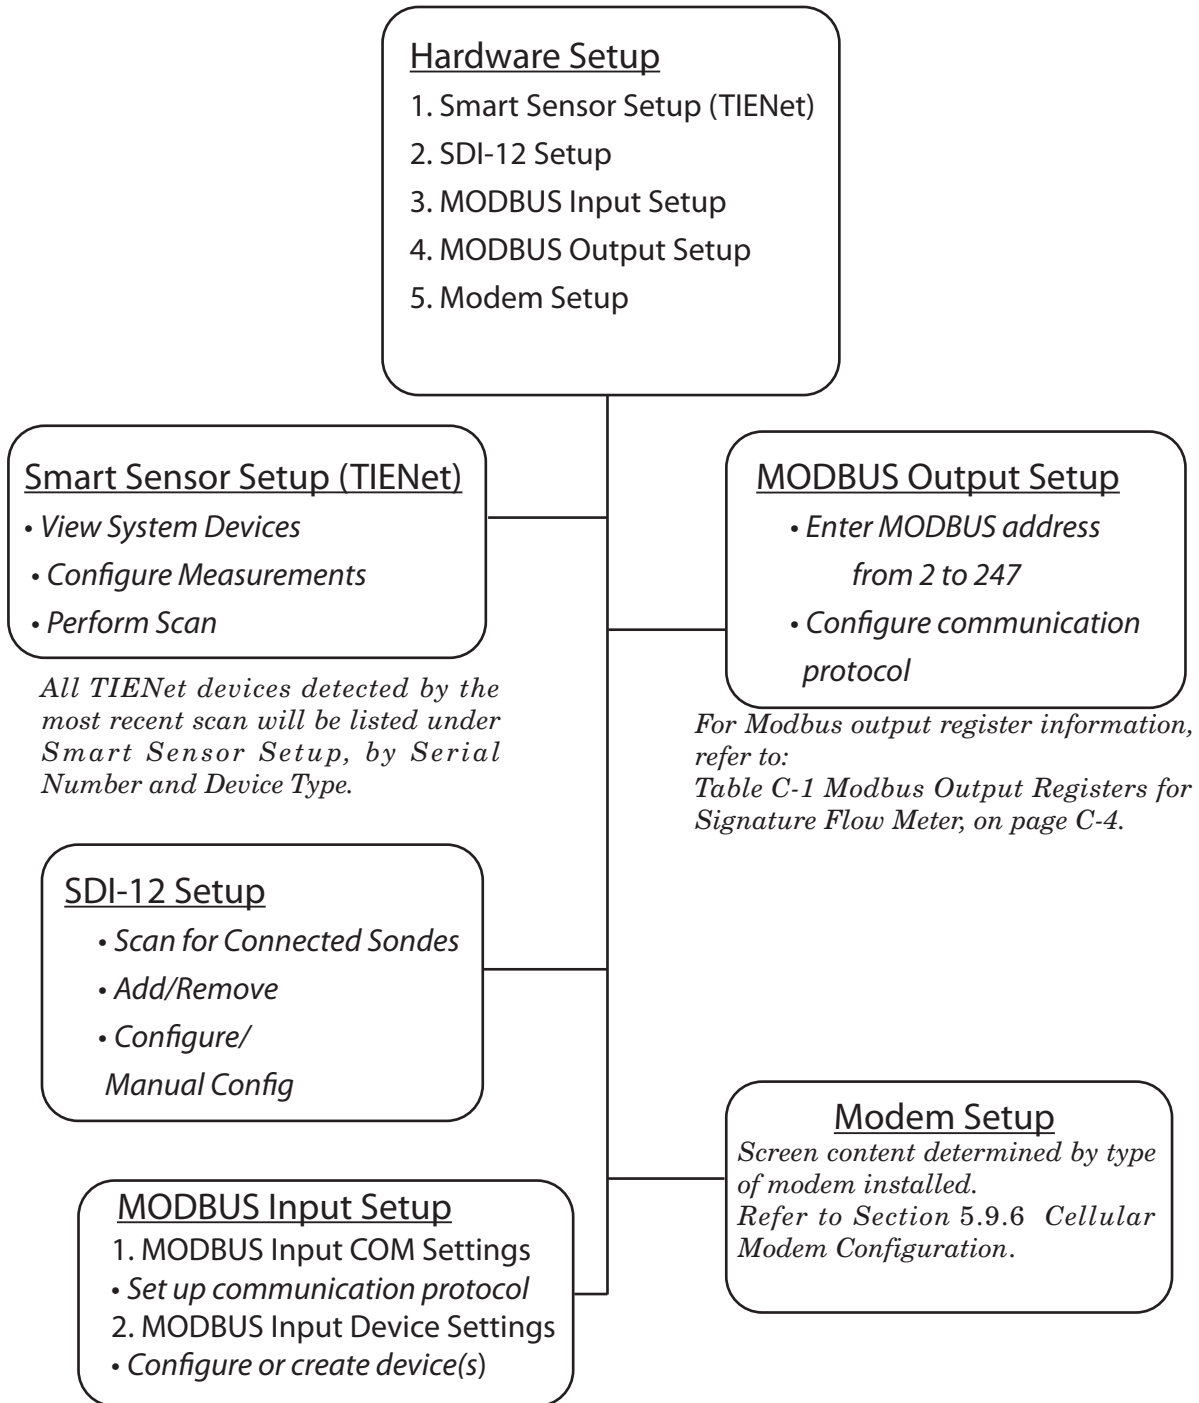 Hardware Setup
1. Smart Sensor Setup (TIENet)
2. SDI-12 Setup
3. MODBUS Input Setup
4. MODBUS Output Setup
5. Modem Setup
Smart Sensor Setup (TIENet)
• View System Devices
• Configure Measurements
• Perform Scan
All TIENet devices detected by the
most recent scan will be listed under
Smart Sensor Setup, by Serial
Number and Device Type.
MODBUS Output Setup
• Enter MODBUS address
from 2 to 247
• Configure communication
protocol
For Modbus output register information,
refer to:
Table C-1 Modbus Output Registers for
Signature Flow Meter, on page C-4.
SDI-12 Setup
• Scan for Connected Sondes
• Add/Remove
• Configure/
Manual Config
Modem Setup
Screen content determined by type
of modem installed.
Refer to Section 5.9.6 Cellular
Modem Configuration.
MODBUS Input Setup
1. MODBUS Input COM Settings
• Set up communication protocol
2. MODBUS Input Device Settings
• Configure or create device(s)